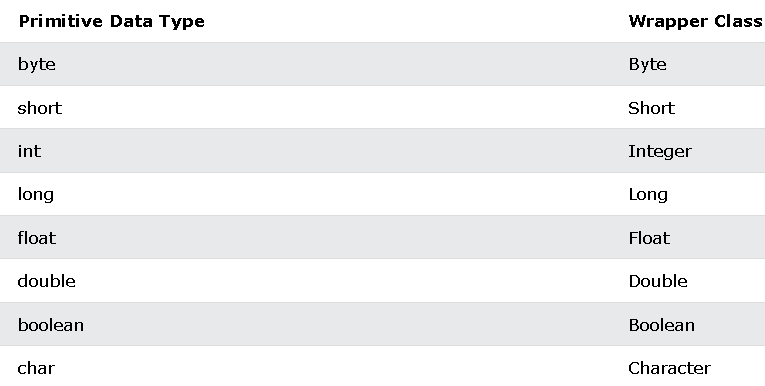 Primitive Data Type Wrapper Class
byte Byte
short Short
int Integer
long Long
float Float
double Double
boolean Boolean
char Character